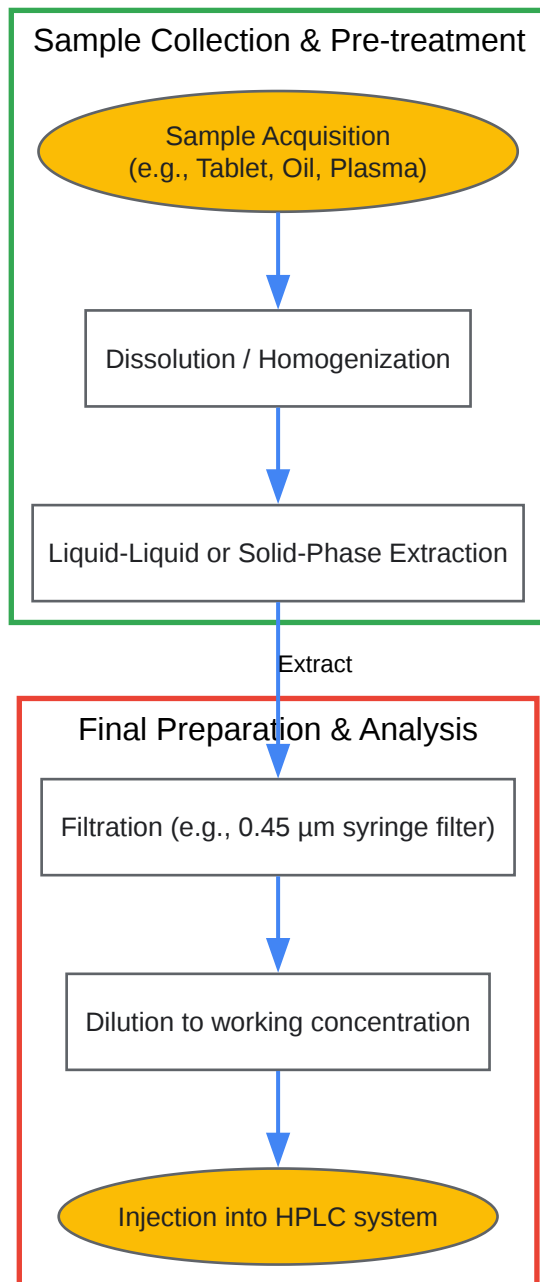 Sample Collection & Pre-treatment
Sample Acquisition
(e.g., Tablet, Oil, Plasma)
Dissolution / Homogenization
Liquid-Liquid or Solid-Phase Extraction
Extract
Final Preparation & Analysis
Filtration (e.g., 0.45 µm syringe filter)
Dilution to working concentration
Injection into HPLC system